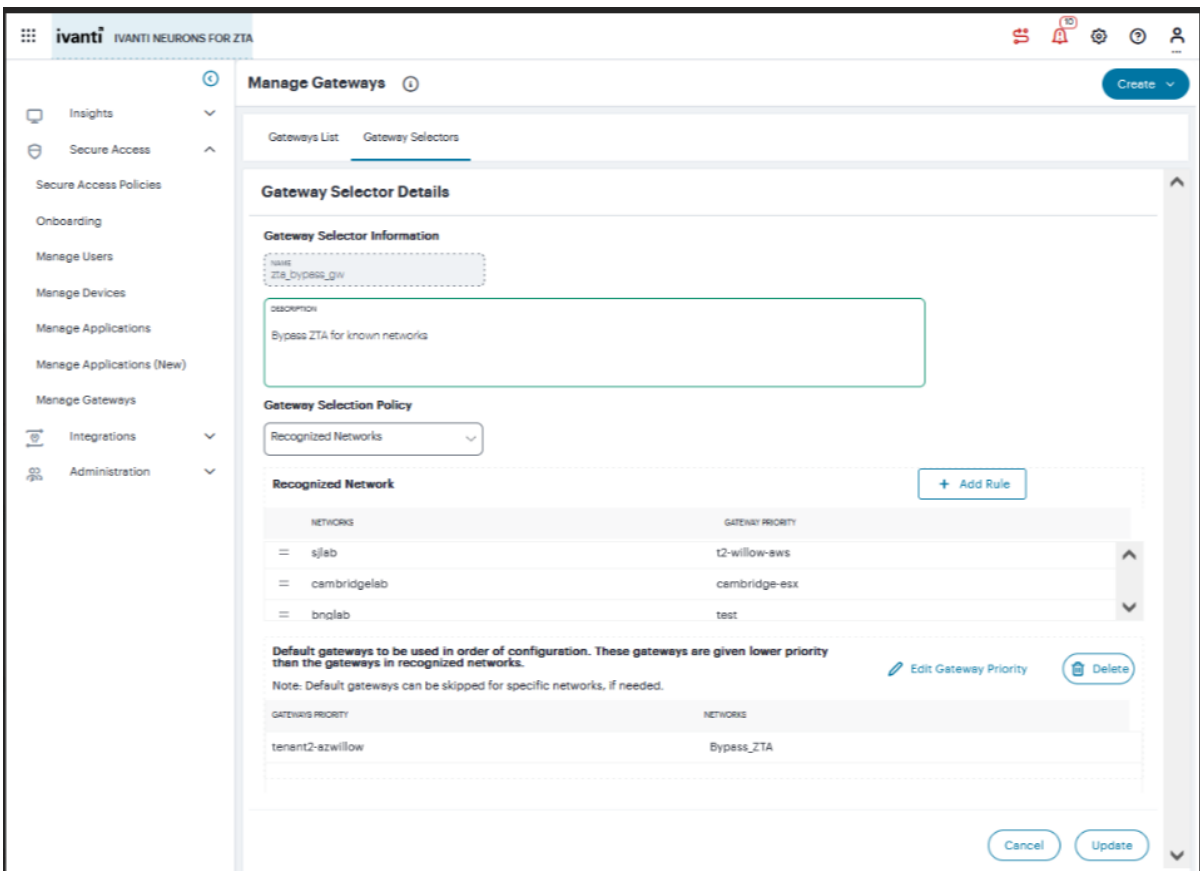 ivanti IVANTI NEURONS FOR ZTA
10
Manage Gateways
Create
Insights
Secure Access
Secure Access Policies
Onboarding
Manage Users
Manage Devices
Manage Applications
Manage Applications (New)
Manage Gateways
Integrations
Administration
Gateways List Gateway Selectors
Gateway Selector Details
Gateway Selector Information
NAME
zta_bypass_gw
DESCRIPTION
Bypass ZTA for known networks
Gateway Selection Policy
Recognized Networks
Recognized Network
+ Add Rule
NETWORKS GATEWAY PRIORITY
sjlab t2-willow-aws
cambridgelab cambridge-esx
bnglab test
Default gateways to be used in order of configuration. These gateways are given lower priority
than the gateways in recognized networks.
Note: Default gateways can be skipped for specific networks, if needed.
Edit Gateway Priority
Delete
GATEWAYS PRIORITY NETWORKS
tenant2-azwillow Bypass_ZTA
Cancel Update